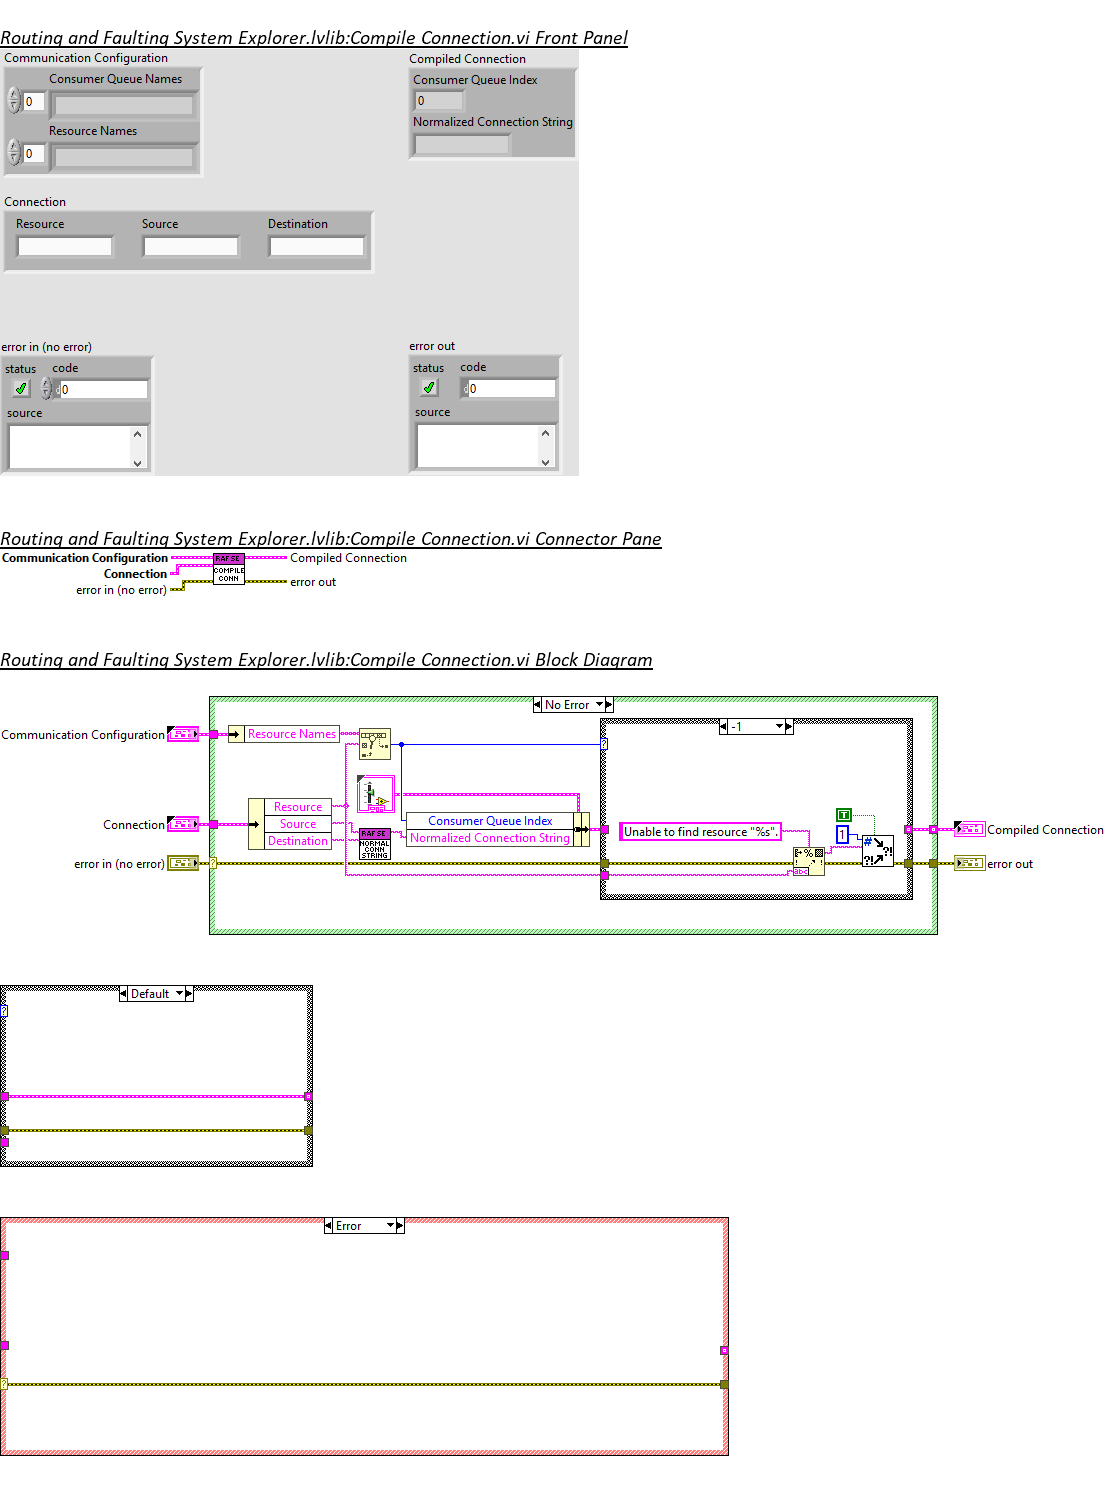 Routing and Faulting System Explorer.lvlib:Compile Connection.vi Front Panel
Communication Configuration
Consumer Queue Names
0
Resource Names
0
Compiled Connection
Consumer Queue Index
0
Normalized Connection String
Connection
Resource Source Destination
error in (no error)
status code
0
source
error out
status code
0
source
Routing and Faulting System Explorer.lvlib:Compile Connection.vi Connector Pane
Communication Configuration
Connection
error in (no error)
RAFSE
COMPILE
CONN
Compiled Connection
error out
Routing and Faulting System Explorer.lvlib:Compile Connection.vi Block Diagram
No Error
Communication Configuration
Resource Names
-1
Connection
Resource
Source
Destination
RAFSE
NORMAL
CONN
STRING
Consumer Queue Index
Normalized Connection String
Unable to find resource "%s".
T
1
abc
Compiled Connection
error in (no error)
error out
Default
Error